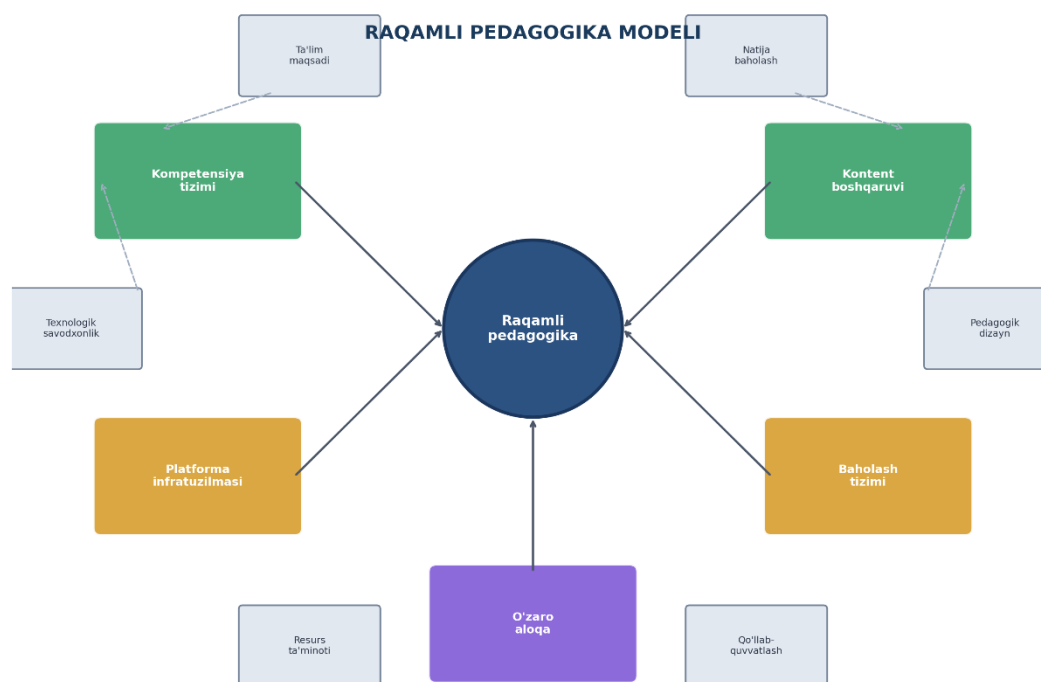 RAQAMLI PEDAGOGIKA MODELI
Ta'lim
maqsadi
Natija
baholash
Kompetensiya
tizimi
Kontent
boshqaruvi
Texnologik
savodxonlik
Raqamli
pedagogika
Pedagogik
dizayn
Platforma
infratuzilmasi
Baholash
tizimi
O'zaro
aloqa
Resurs
ta'minoti
Qo'llab-
quvvatlash